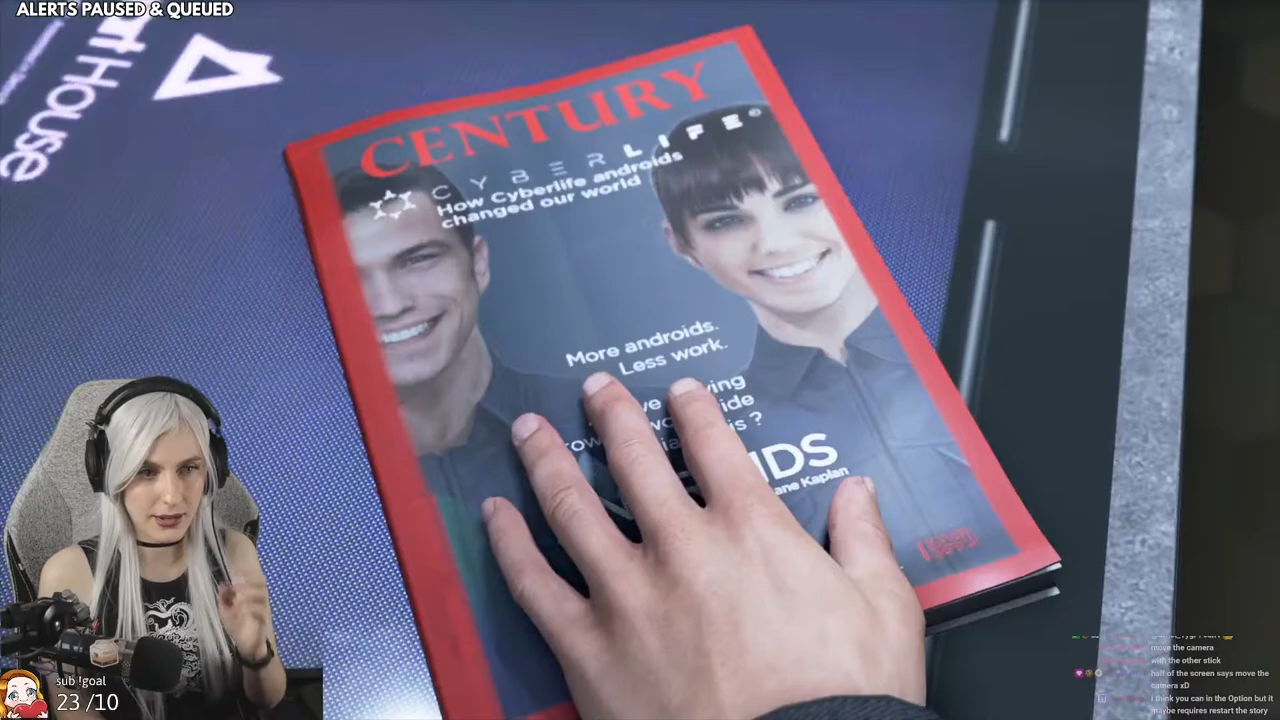 ALERTS PAUSED & QUEUED
House
CENTURY
CYBERLIFE
How Cyberlife androids
changed our world
More androids.
Less work.
is ?
Kaplan
sub !goal
23 /10
move the camera
with the other stick
half of the screen says move the
camera xD
i think you can in the Option but it
maybe requires restart the story